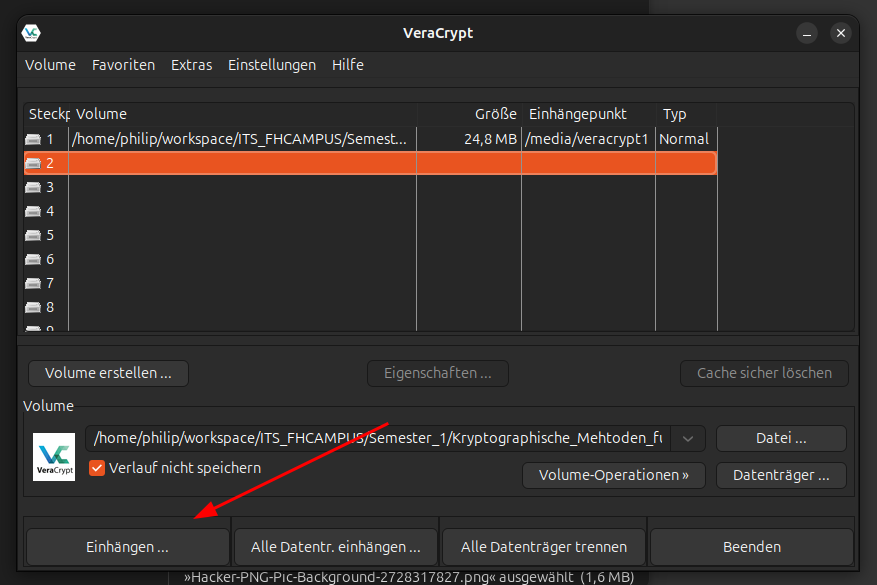 VeraCrypt
Volume Favoriten Extras Einstellungen Hilfe
Steckp Volume Größe Einhängepunkt Typ
1 /home/philip/workspace/ITS_FHCAMPUS/Semest... 24,8 MB /media/veracrypt1 Normal
2
3
4
5
6
7
8
9
Volume erstellen ... Eigenschaften ... Cache sicher löschen
Volume
VeraCrypt
/home/philip/workspace/ITS_FHCAMPUS/Semester_1/Kryptographische_Mehtoden_fu Datei ...
Verlauf nicht speichern
Volume-Operationen » Datenträger ...
Einhängen ... Alle Datentr. einhängen ... Alle Datenträger trennen Beenden
»Hacker-PNG-Pic-Background-2728317827.png« ausgewählt (1,6 MB)